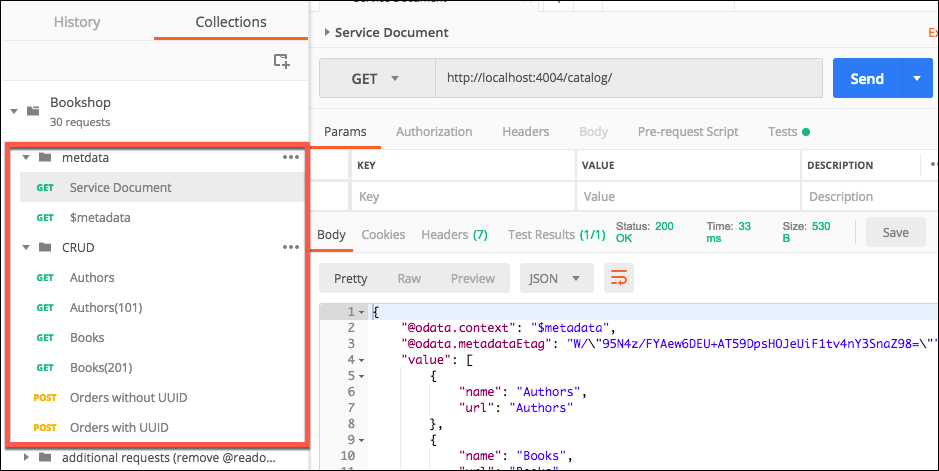 History Collections
Service Document
Bookshop
30 requests
metdata
GET Service Document
GET $metadata
CRUD
GET Authors
GET Authors(101)
GET Books
GET Books(201)
POST Orders without UUID
POST Orders with UUID
additional requests (remove @reado...
Service Document
GET http://localhost:4004/catalog/ Send
Params Authorization Headers Body Pre-request Script Tests
KEY VALUE DESCRIPTION
Key Value Description
Body Cookies Headers (7) Test Results (1/1) Status: 200 OK Time: 33 ms Size: 530 B Save
Pretty Raw Preview JSON
1 {
2 "@odata.context": "$metadata",
3 "@odata.metadataEtag": "W/\"95N4z/FYAew6DEU+AT59DpsHOJeUiF1tv4nY3SnaZ98=\""
4 "value": [
5 {
6 "name": "Authors",
7 "url": "Authors"
8 },
9 {
10 "name": "Books",
11 "url": "Books"